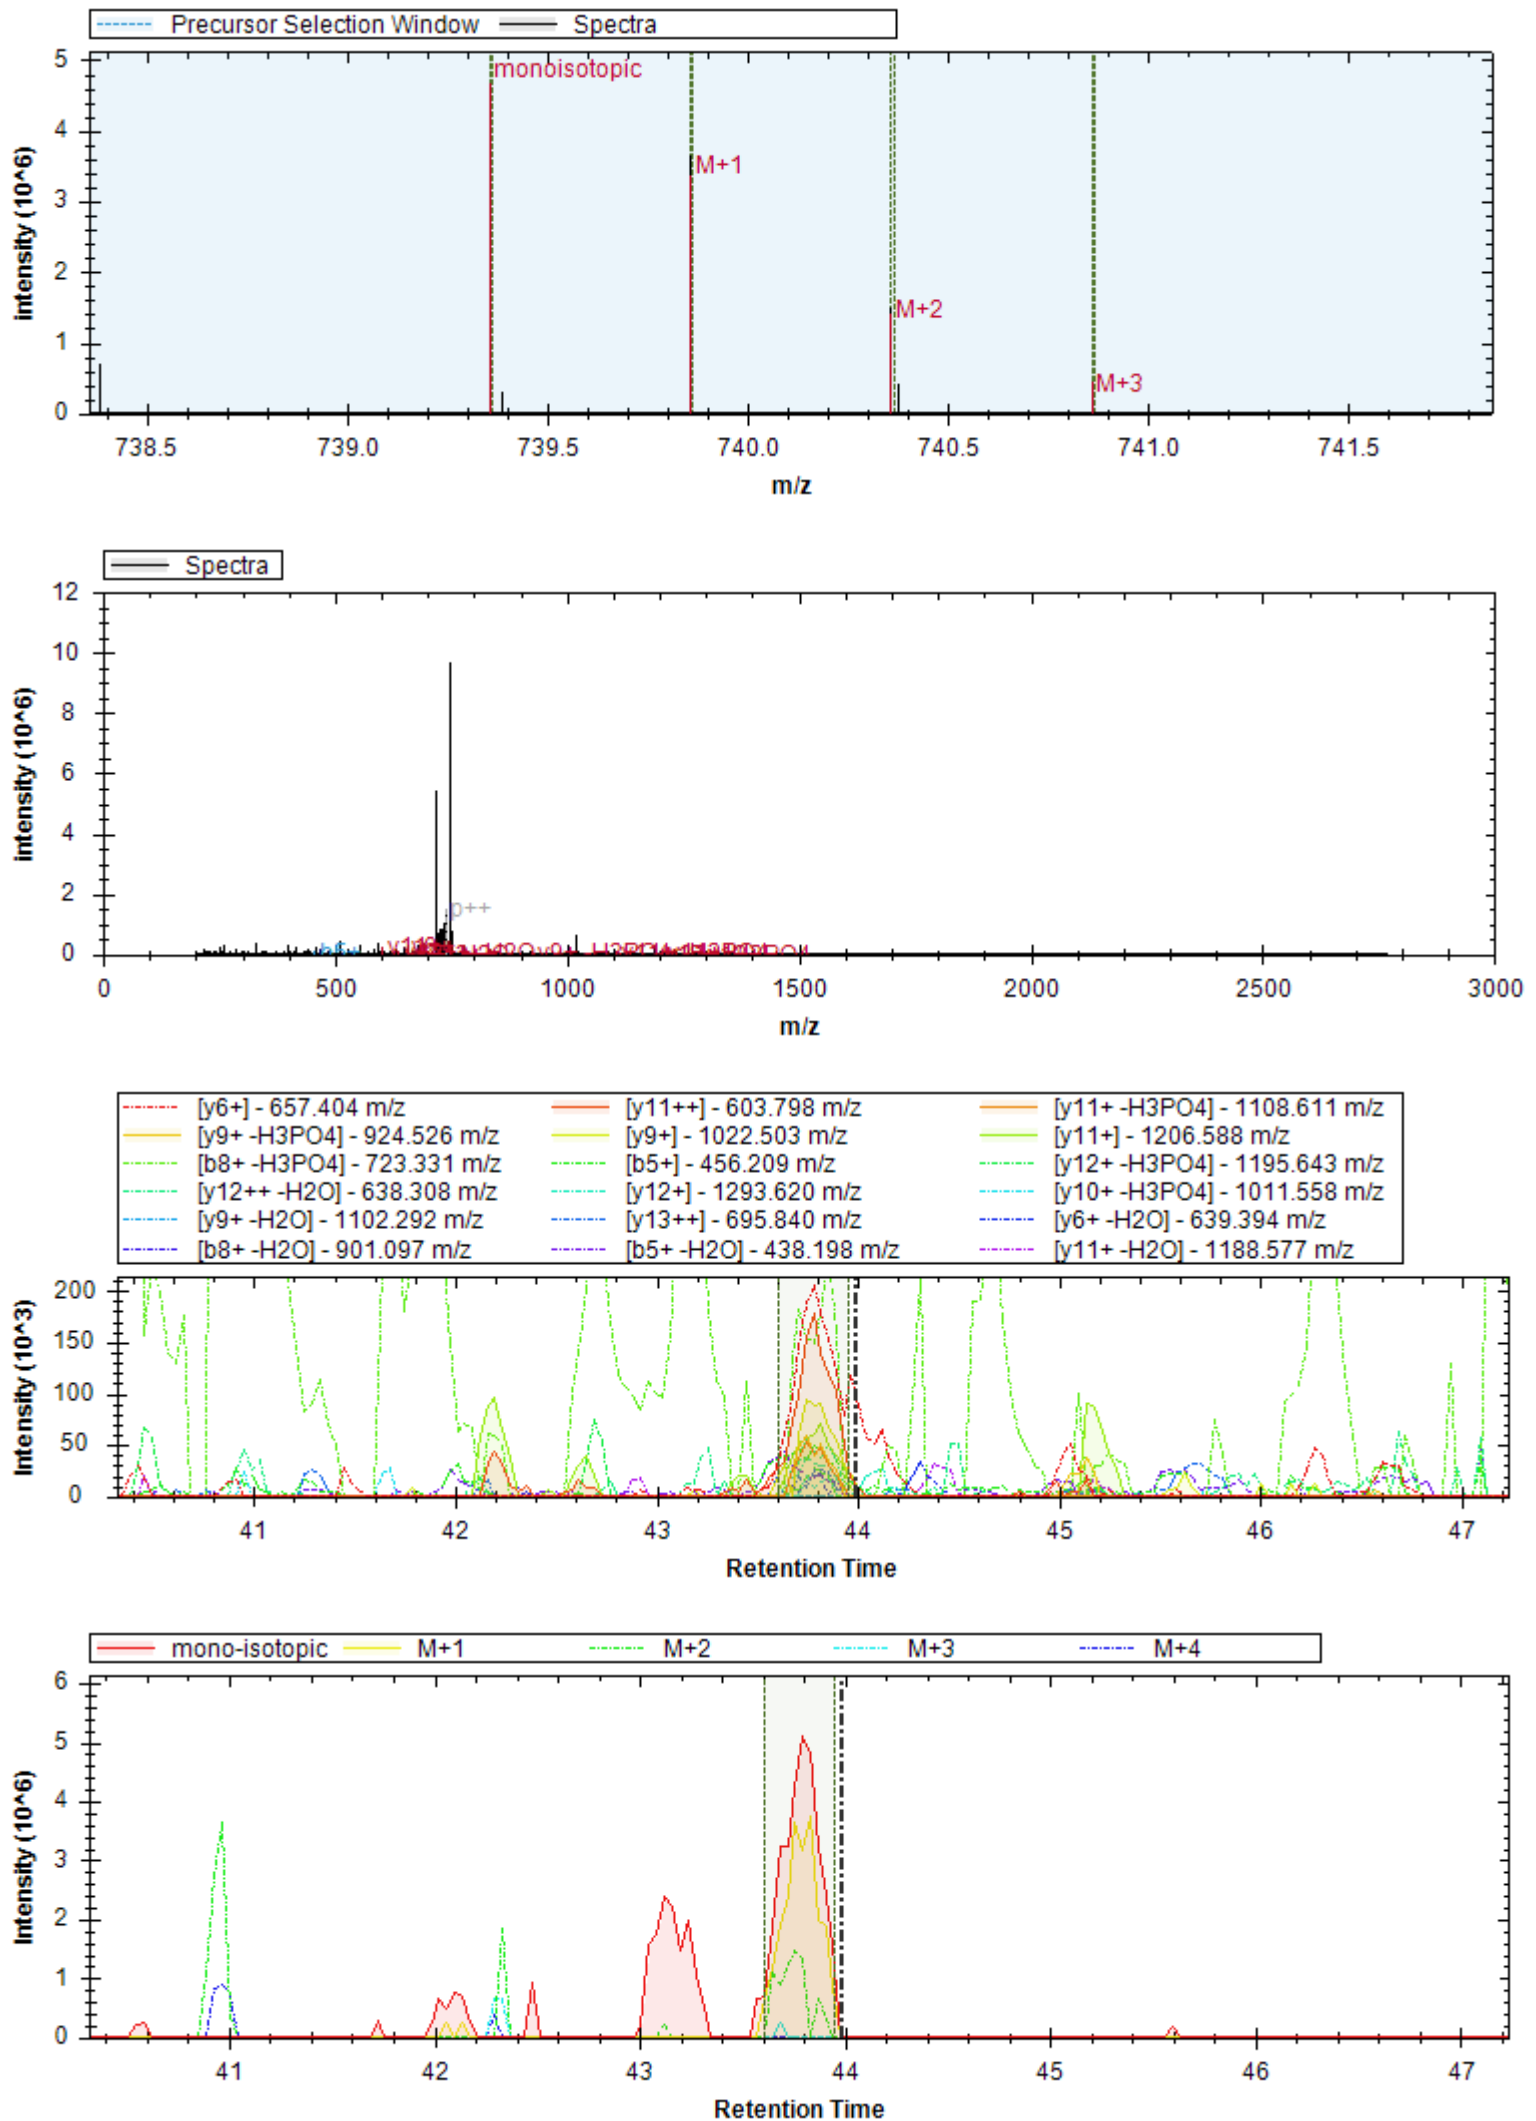 Precursor Selection Window Spectra
intensity (10^6)
5
4
3
2
1
0
monoisotopic
M+1
M+2
M+3
738.5 739.0 739.5 740.0 740.5 741.0 741.5
m/z
Spectra
intensity (10^6)
12
10
8
6
4
2
0
p++
0 500 1000 1500 2000 2500 3000
m/z
[y6+] - 657.404 m/z [y11++] - 603.798 m/z [y11+ -H3PO4] - 1108.611 m/z
[y9+ -H3PO4] - 924.526 m/z [y9+] - 1022.503 m/z [y11+] - 1206.588 m/z
[b8+ -H3PO4] - 723.331 m/z [b5+] - 456.209 m/z [y12+ -H3PO4] - 1195.643 m/z
[y12++ -H2O] - 638.308 m/z [y12+] - 1293.620 m/z [y10+ -H3PO4] - 1011.558 m/z
[y9+ -H2O] - 1102.292 m/z [y13++] - 695.840 m/z [y6+ -H2O] - 639.394 m/z
[b8+ -H2O] - 901.097 m/z [b5+ -H2O] - 438.198 m/z [y11+ -H2O] - 1188.577 m/z
Intensity (10^3)
200
150
100
50
0
41 42 43 44 45 46 47
Retention Time
mono-isotopic M+1 M+2 M+3 M+4
Intensity (10^6)
6
5
4
3
2
1
0
41 42 43 44 45 46 47
Retention Time